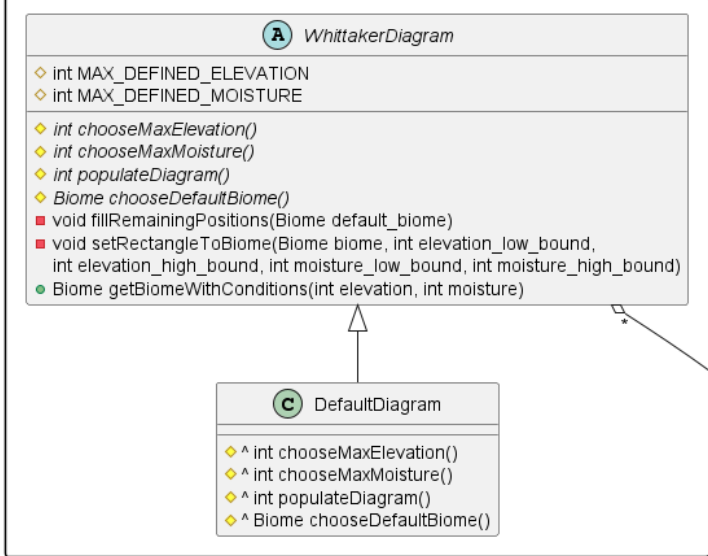 A WhittakerDiagram
int MAX_DEFINED_ELEVATION
int MAX_DEFINED_MOISTURE
int chooseMaxElevation()
int chooseMaxMoisture()
int populateDiagram()
Biome chooseDefaultBiome()
void fillRemainingPositions(Biome default_biome)
void setRectangleToBiome(Biome biome, int elevation_low_bound,
int elevation_high_bound, int moisture_low_bound, int moisture_high_bound)
Biome getBiomeWithConditions(int elevation, int moisture)
*
C DefaultDiagram
^ int chooseMaxElevation()
^ int chooseMaxMoisture()
^ int populateDiagram()
^ Biome chooseDefaultBiome()